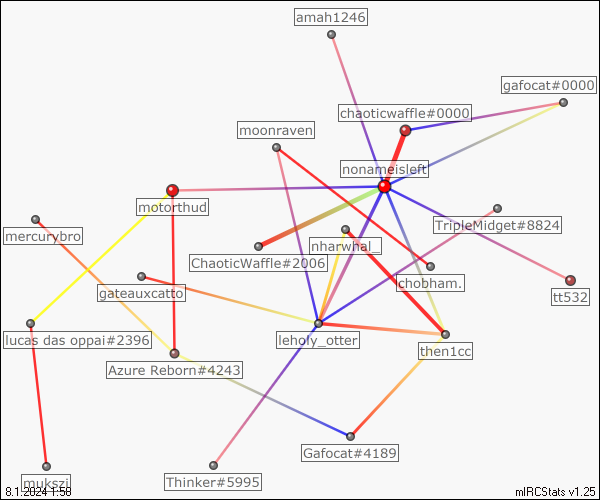 amah1246
gafocat#0000
chaoticwaffle#0000
moonraven
nonameisleft
motorthud
TripleMidget#8824
mercurybro
nharwhal_
ChaoticWaffle#2006
chobham.
gateauxcatto
tt532
lucas das oppai#2396
leholy_otter
then1cc
Azure Reborn#4243
Gafocat#4189
mukszi
Thinker#5995
8.1.2024 1:58
mIRCStats v1.25